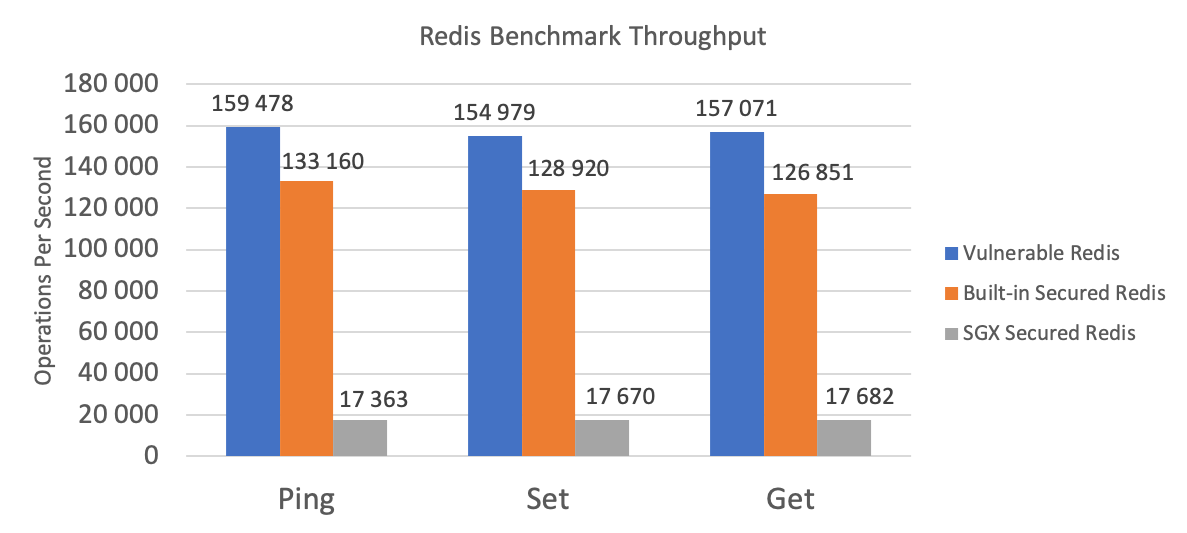 Redis Benchmark Throughput
Operations Per Second
180 000
160 000
140 000
120 000
100 000
80 000
60 000
40 000
20 000
0
159 478
133 160
17 363
154 979
128 920
17 670
157 071
126 851
17 682
Ping
Set
Get
Vulnerable Redis
Built-in Secured Redis
SGX Secured Redis